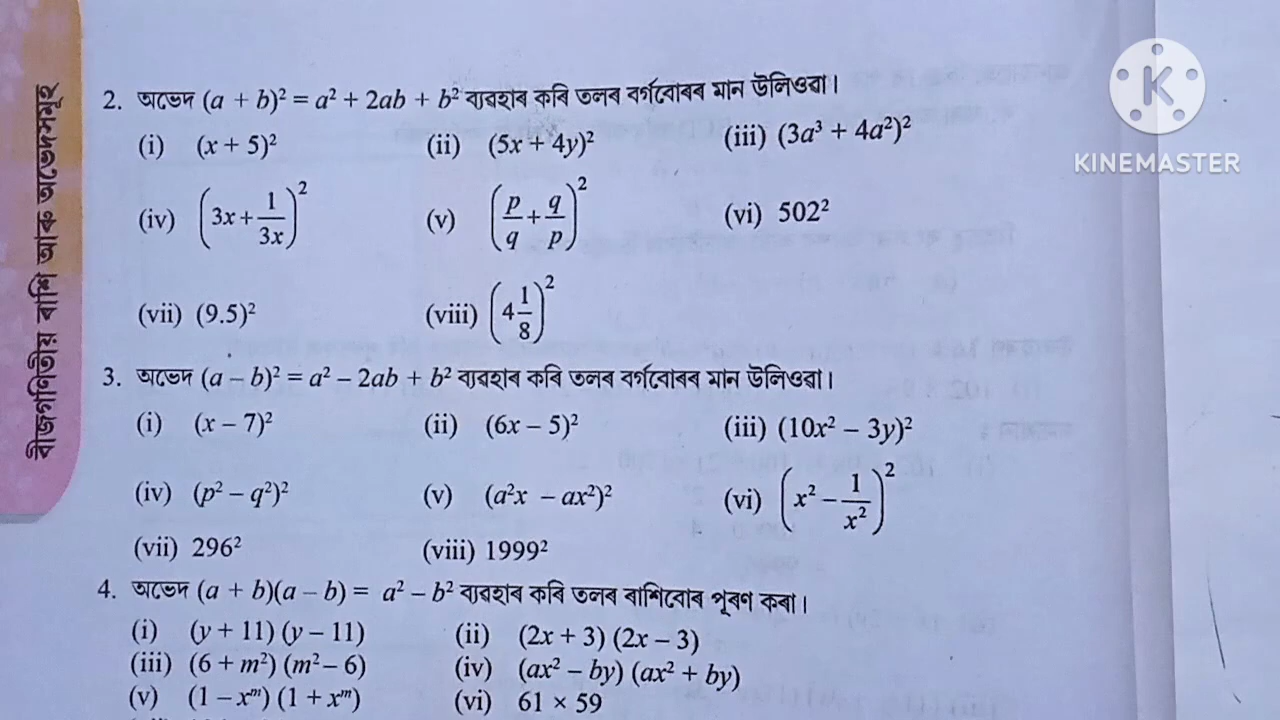 বীজগণিতীয় ৰাশি আৰু অভেদসমূহ
KINEMASTER
2. অভেদ (a + b)² = a² + 2ab + b² ব্যৱহাৰ কৰি তলৰ বৰ্গবোৰৰ মান উলিওৱা।
(i) (x + 5)² (ii) (5x + 4y)² (iii) (3a³ + 4a²)²
(iv) (3x + 1/3x)² (v) (p/q + q/p)² (vi) 502²
(vii) (9.5)² (viii) (4 1/8)²
3. অভেদ (a – b)² = a² – 2ab + b² ব্যৱহাৰ কৰি তলৰ বৰ্গবোৰৰ মান উলিওৱা।
(i) (x – 7)² (ii) (6x – 5)² (iii) (10x² – 3y)²
(iv) (p² – q²)² (v) (a²x – ax²)² (vi) (x² – 1/x²)²
(vii) 296² (viii) 1999²
4. অভেদ (a + b)(a – b) = a² – b² ব্যৱহাৰ কৰি তলৰ ৰাশিবোৰ পূৰণ কৰা।
(i) (y + 11) (y – 11) (ii) (2x + 3) (2x – 3)
(iii) (6 + m²) (m² – 6) (iv) (ax² – by) (ax² + by)
(v) (1 – xᵐ) (1 + xᵐ) (vi) 61 × 59